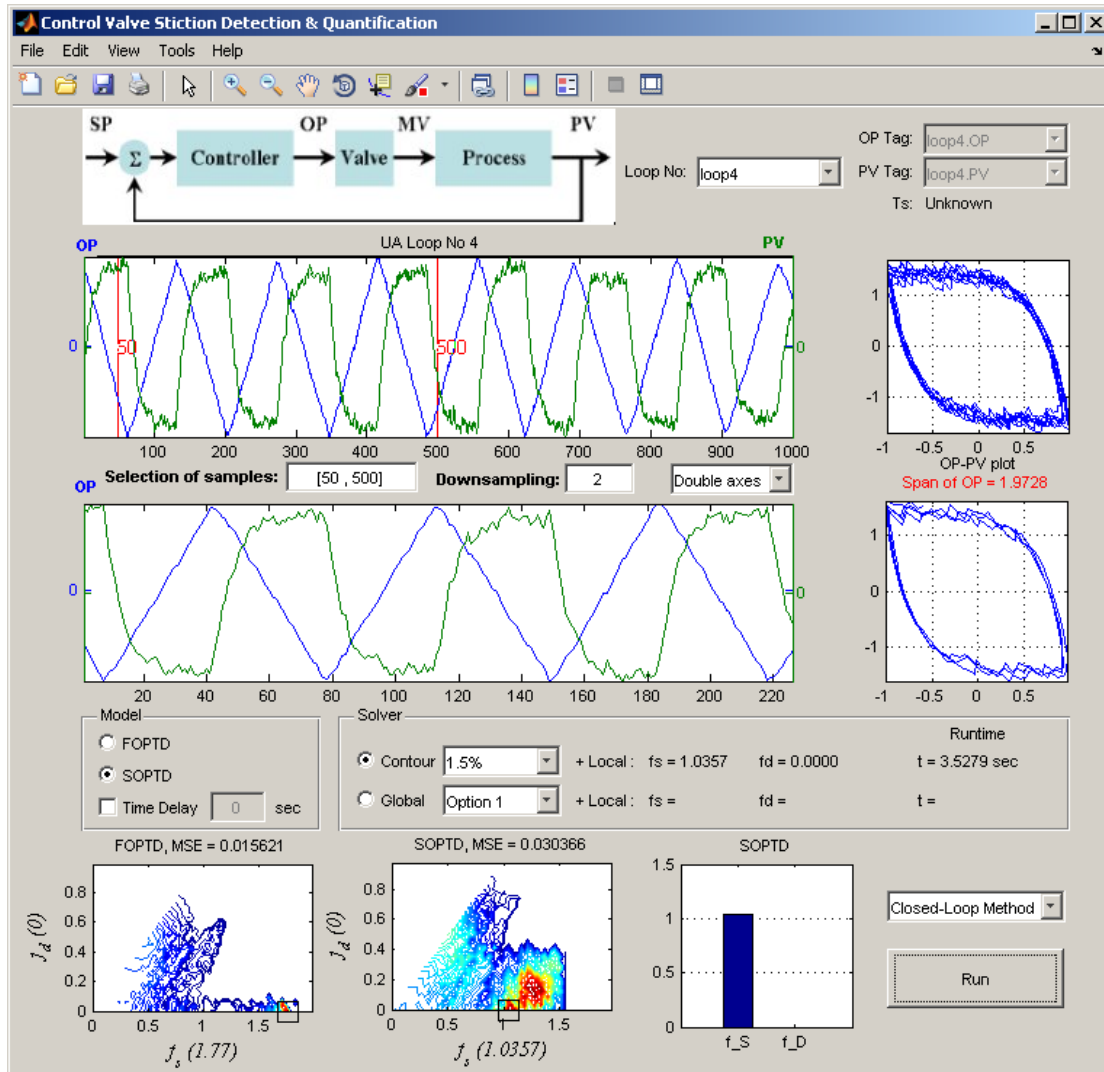 Control Valve Stiction Detection & Quantification
File Edit View Tools Help
SP OP MV PV
Σ Controller Valve Process
Loop No: loop4
OP Tag: loop4.OP
PV Tag: loop4.PV
Ts: Unknown
OP UA Loop No 4 PV
0 50 500 0
100 200 300 400 500 600 700 800 900 1000
1
0
-1
-1 -0.5 0 0.5
OP-PV plot
Span of OP = 1.9728
OP Selection of samples: [50 , 500] Downsampling: 2 Double axes
0 0
20 40 60 80 100 120 140 160 180 200 220
1
0
-1
-1 -0.5 0 0.5
Model
FOPTD
SOPTD
Time Delay 0 sec
Solver
Runtime
Contour 1.5% + Local : fs = 1.0357 fd = 0.0000 t = 3.5279 sec
Global Option 1 + Local : fs = fd = t =
FOPTD, MSE = 0.015621
J_d (0)
0.8
0.6
0.4
0.2
0
0 0.5 1 1.5
f_s (1.77)
SOPTD, MSE = 0.030366
J_d (0)
0.8
0.6
0.4
0.2
0
0 0.5 1 1.5
f_s (1.0357)
SOPTD
1.5
1
0.5
0
f_S f_D
Closed-Loop Method
Run